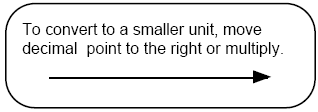 To convert to a smaller unit, move
decimal  point to the right or multiply.